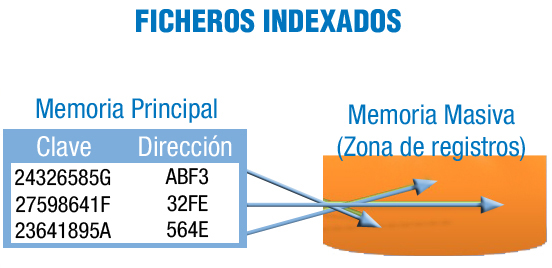 FICHEROS INDEXADOS
Memoria Principal
Clave Dirección
24326585G ABF3
27598641F 32FE
23641895A 564E
Memoria Masiva
(Zona de registros)